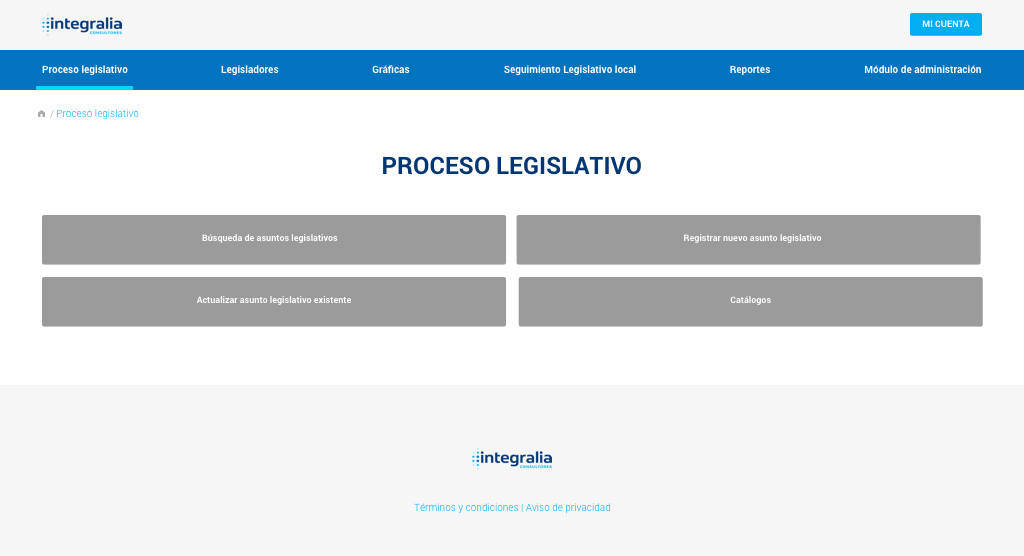 integralia
CONSULTORES
MI CUENTA
Proceso legislativo Legisladores Gráficas Seguimiento Legislativo local Reportes Módulo de administración
/ Proceso legislativo
PROCESO LEGISLATIVO
Búsqueda de asuntos legislativos Registrar nuevo asunto legislativo
Actualizar asunto legislativo existente Catálogos
integralia
CONSULTORES
Términos y condiciones | Aviso de privacidad